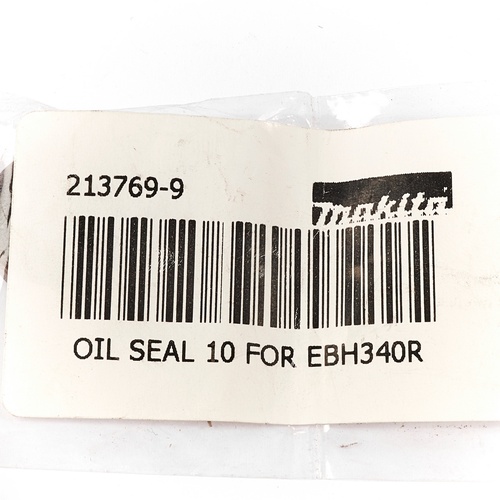 213769-9
makita
OIL SEAL 10 FOR EBH340R